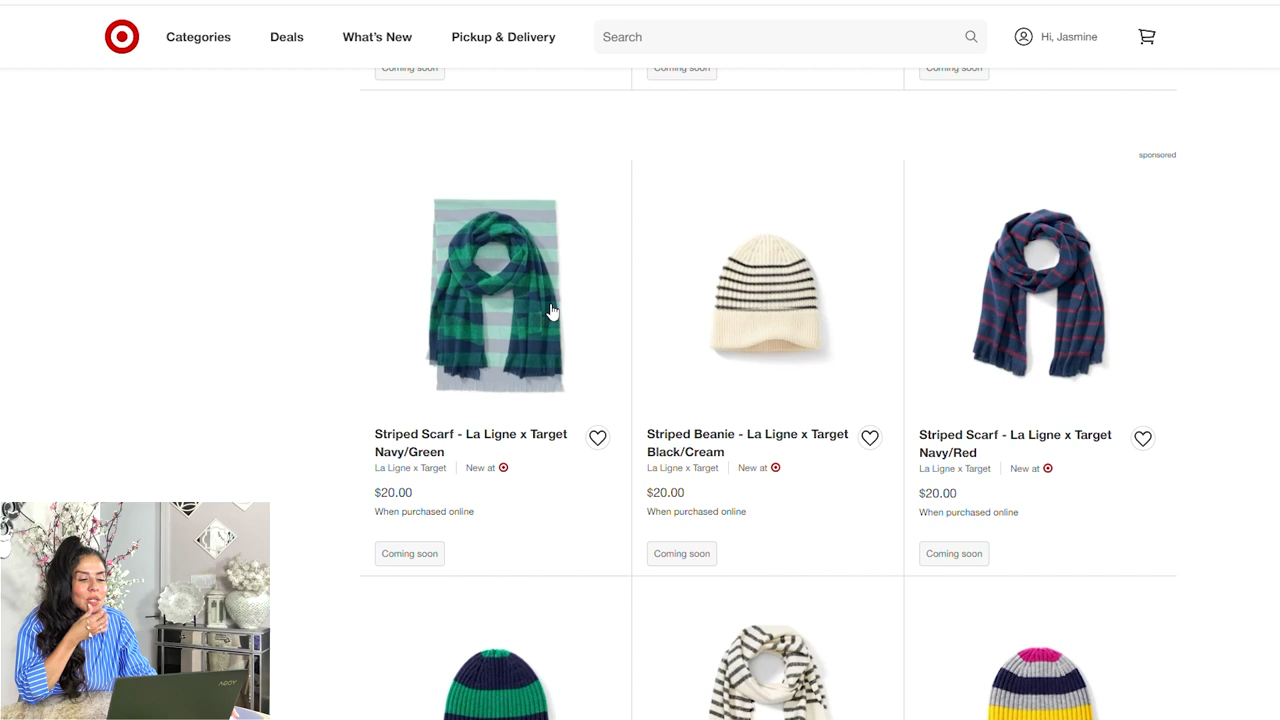 Categories
Deals
What's New
Pickup & Delivery
Search
Hi, Jasmine
Coming soon
Coming soon
Coming soon
sponsored
Striped Scarf - La Ligne x Target
Navy/Green
La Ligne x Target
New at
$20.00
When purchased online
Coming soon
Striped Beanie - La Ligne x Target
Black/Cream
La Ligne x Target
New at
$20.00
When purchased online
Coming soon
Striped Scarf - La Ligne x Target
Navy/Red
La Ligne x Target
New at
$20.00
When purchased online
Coming soon